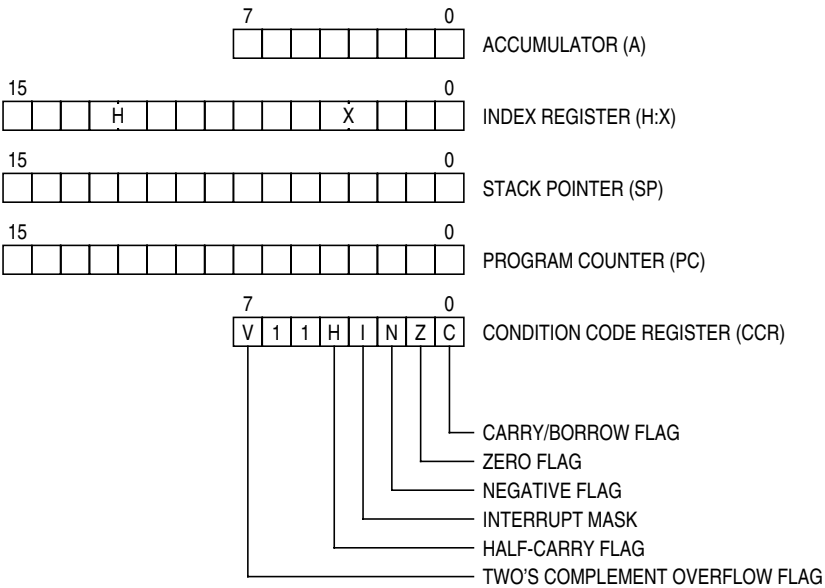 7 0
ACCUMULATOR (A)
15 0
H X INDEX REGISTER (H:X)
15 0
STACK POINTER (SP)
15 0
PROGRAM COUNTER (PC)
7 0
V 1 1 H I N Z C CONDITION CODE REGISTER (CCR)
CARRY/BORROW FLAG
ZERO FLAG
NEGATIVE FLAG
INTERRUPT MASK
HALF-CARRY FLAG
TWO'S COMPLEMENT OVERFLOW FLAG